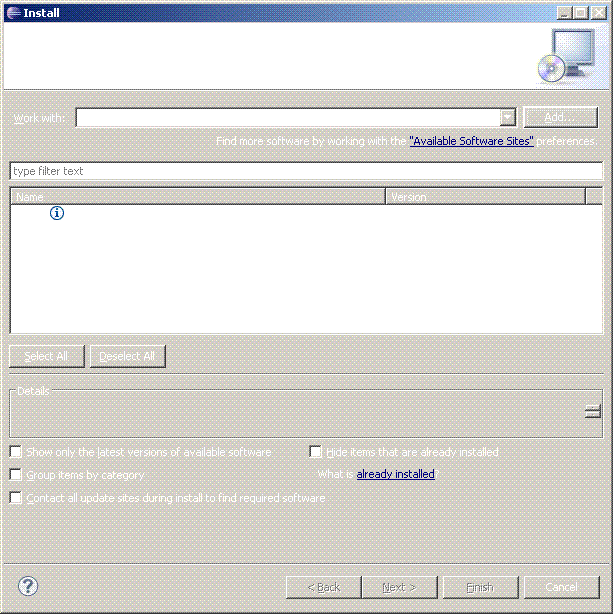 Install
Work with:
Add...
Find more software by working with the "Available Software Sites" preferences.
type filter text
Name Version
Select All Deselect All
Details
Show only the latest versions of available software
Hide items that are already installed
Group items by category
What is already installed?
Contact all update sites during install to find required software
< Back Next > Finish Cancel